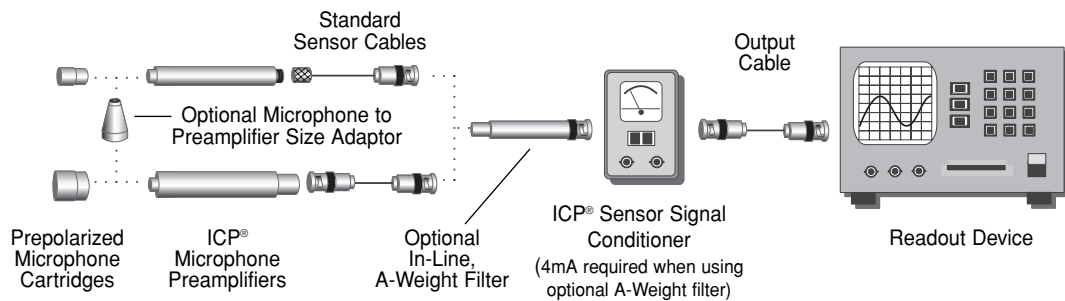 Standard
Sensor Cables
Output
Cable
Optional Microphone to
Preamplifier Size Adaptor
Prepolarized
Microphone
Cartridges
ICP®
Microphone
Preamplifiers
Optional
In-Line,
A-Weight Filter
ICP® Sensor Signal
Conditioner
(4mA required when using
optional A-Weight filter)
Readout Device